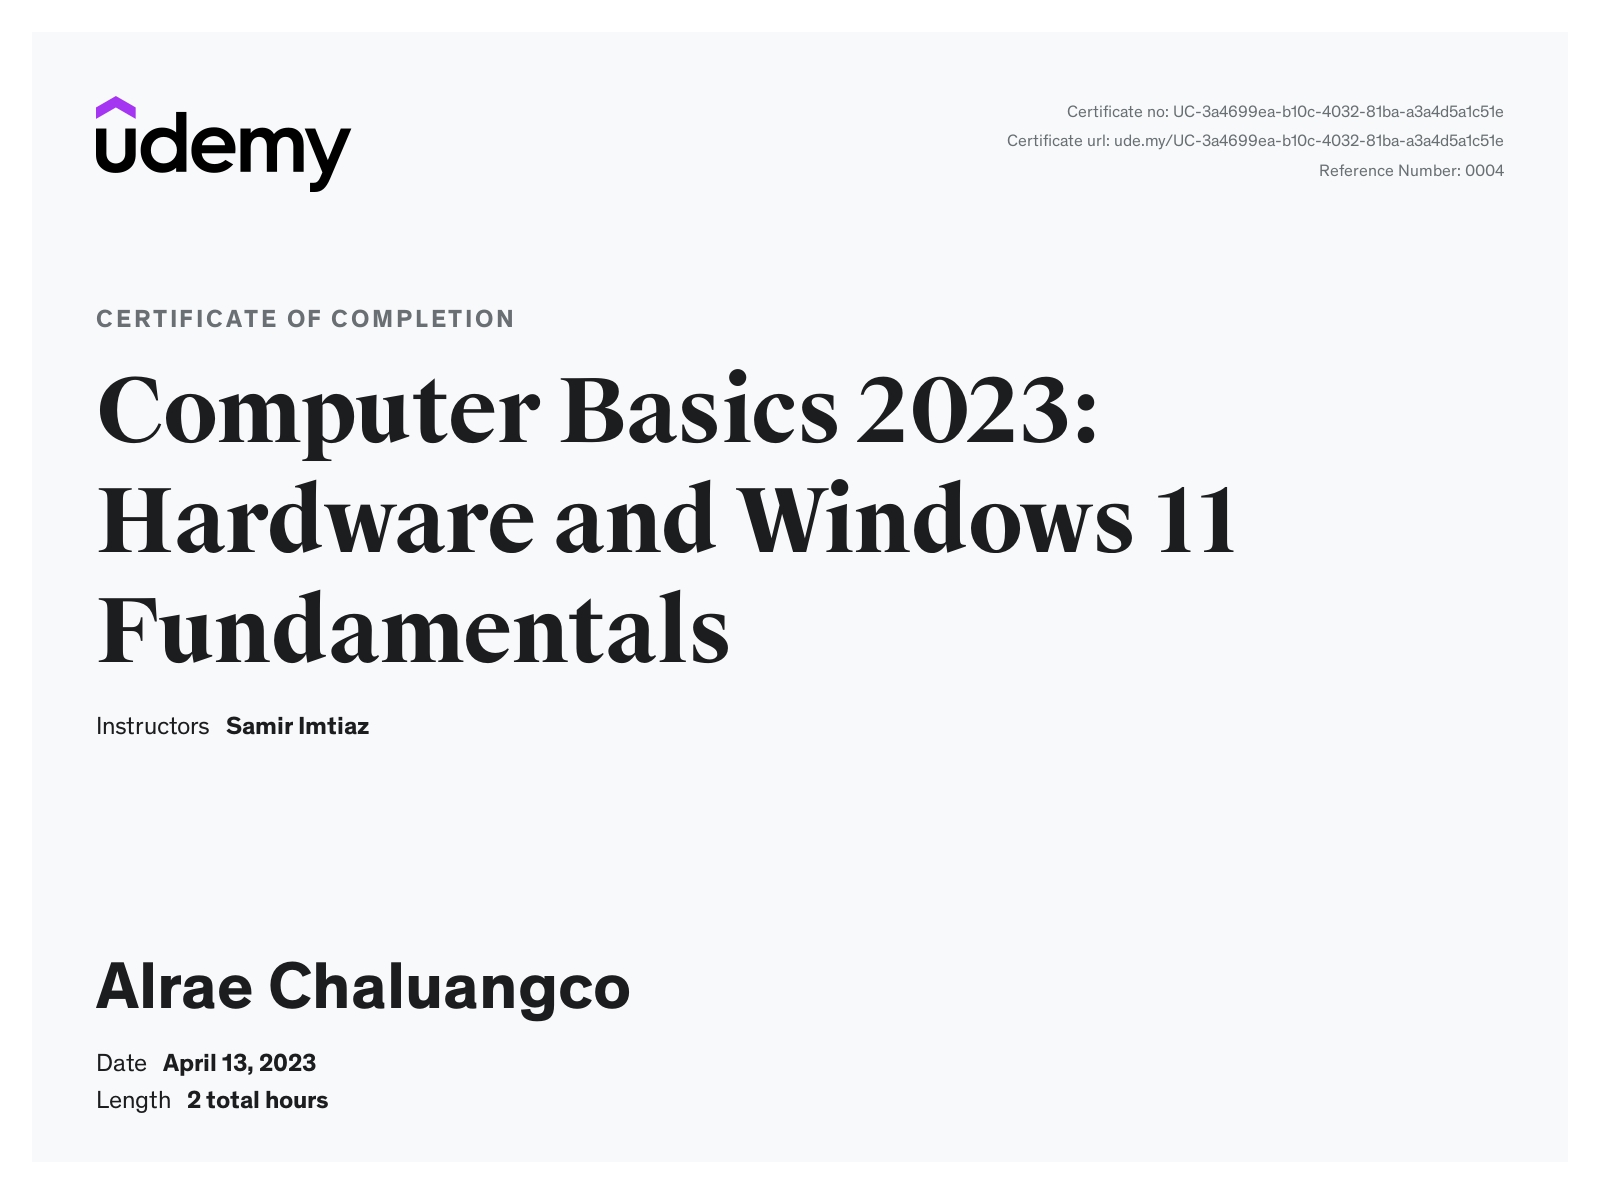 udemy
Certificate no: UC-3a4699ea-b10c-4032-81ba-a3a4d5a1c51e
Certificate url: ude.my/UC-3a4699ea-b10c-4032-81ba-a3a4d5a1c51e
Reference Number: 0004
CERTIFICATE OF COMPLETION
Computer Basics 2023:
Hardware and Windows 11
Fundamentals
Instructors Samir Imtiaz
Alrae Chaluangco
Date April 13, 2023
Length 2 total hours